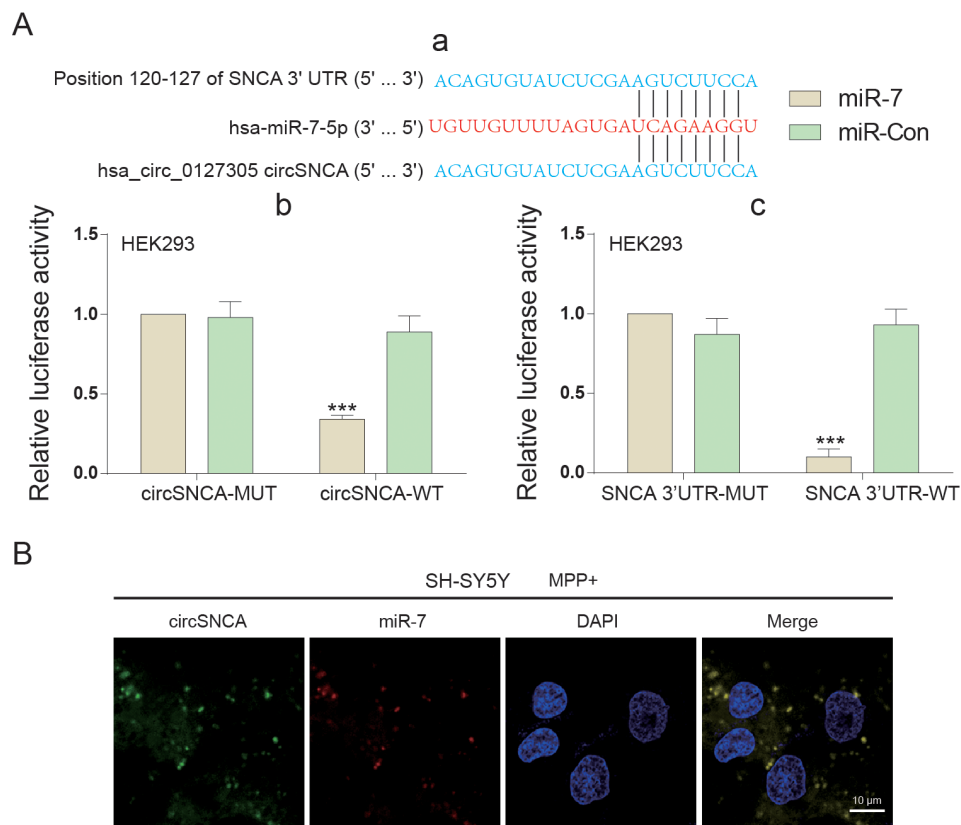 A
a
Position 120-127 of SNCA 3' UTR (5' ... 3') ACAGUGUAUCUCGAAGUCUUCCA
hsa-miR-7-5p (3' ... 5') UGUUGUUUUAGUGAUCAGAAGGU
hsa_circ_0127305 circSNCA (5' ... 3') ACAGUGUAUCUCGAAGUCUUCCA
miR-7
miR-Con
b
Relative luciferase activity
HEK293
1.5
1.0
0.5
0.0
***
circSNCA-MUT circSNCA-WT
c
Relative luciferase activity
HEK293
1.5
1.0
0.5
0.0
***
SNCA 3’UTR-MUT SNCA 3’UTR-WT
B
SH-SY5Y MPP+
circSNCA miR-7 DAPI Merge
10 μm